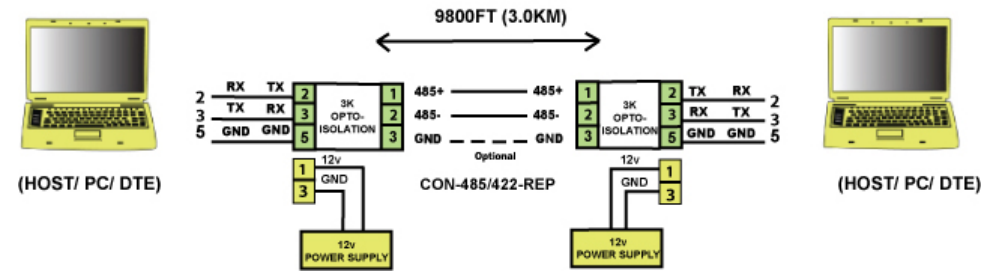 9800FT (3.0KM)
RX TX 2 1 485+ 485+ 1 2 TX RX
2 2
3K OPTO-ISOLATION 3K OPTO-ISOLATION
TX RX 3 2 485- 485- 2 3 RX TX
3 3
GND GND 5 3 GND GND 3 5 GND GND
5 5
Optional
12v 12v
1 1
GND CON-485/422-REP GND
3 3
(HOST/ PC/ DTE) (HOST/ PC/ DTE)
12v 12v
POWER SUPPLY POWER SUPPLY